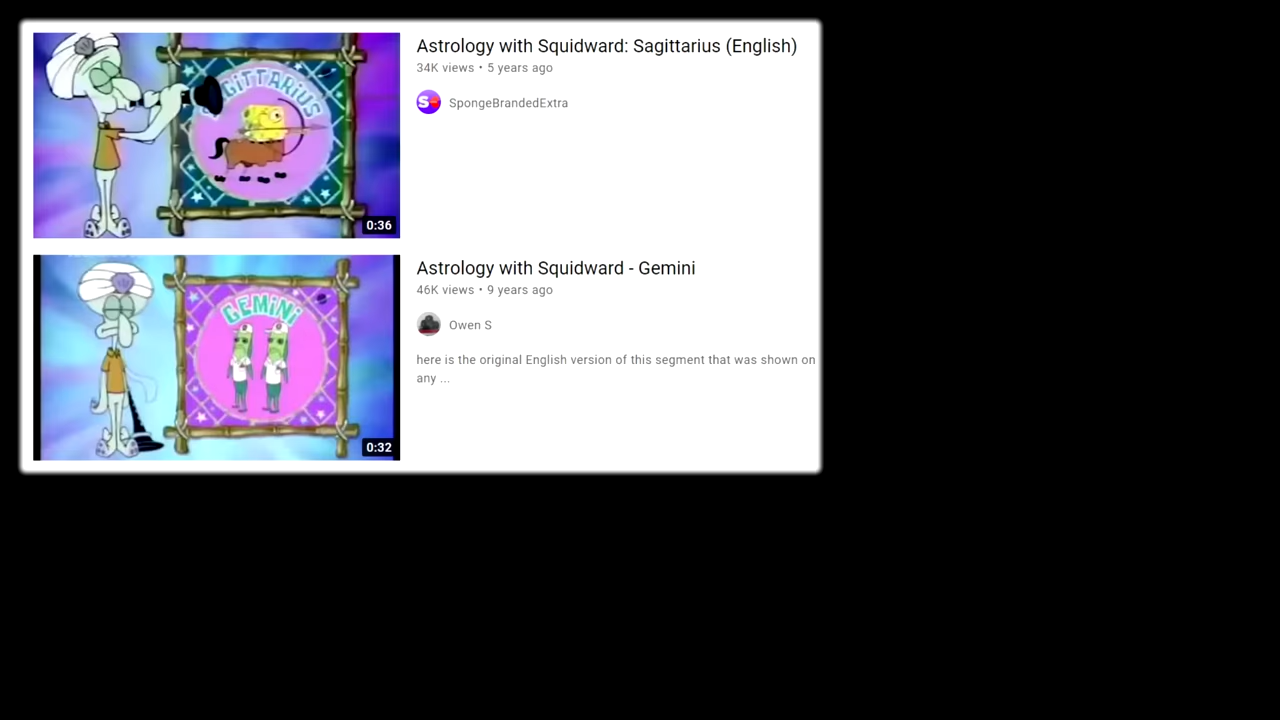 SAGITTARIUS
0:36
Astrology with Squidward: Sagittarius (English)
34K views • 5 years ago
S
SpongeBrandedExtra
GEMINI
0:32
Astrology with Squidward - Gemini
46K views • 9 years ago
Owen S
here is the original English version of this segment that was shown on
any ...